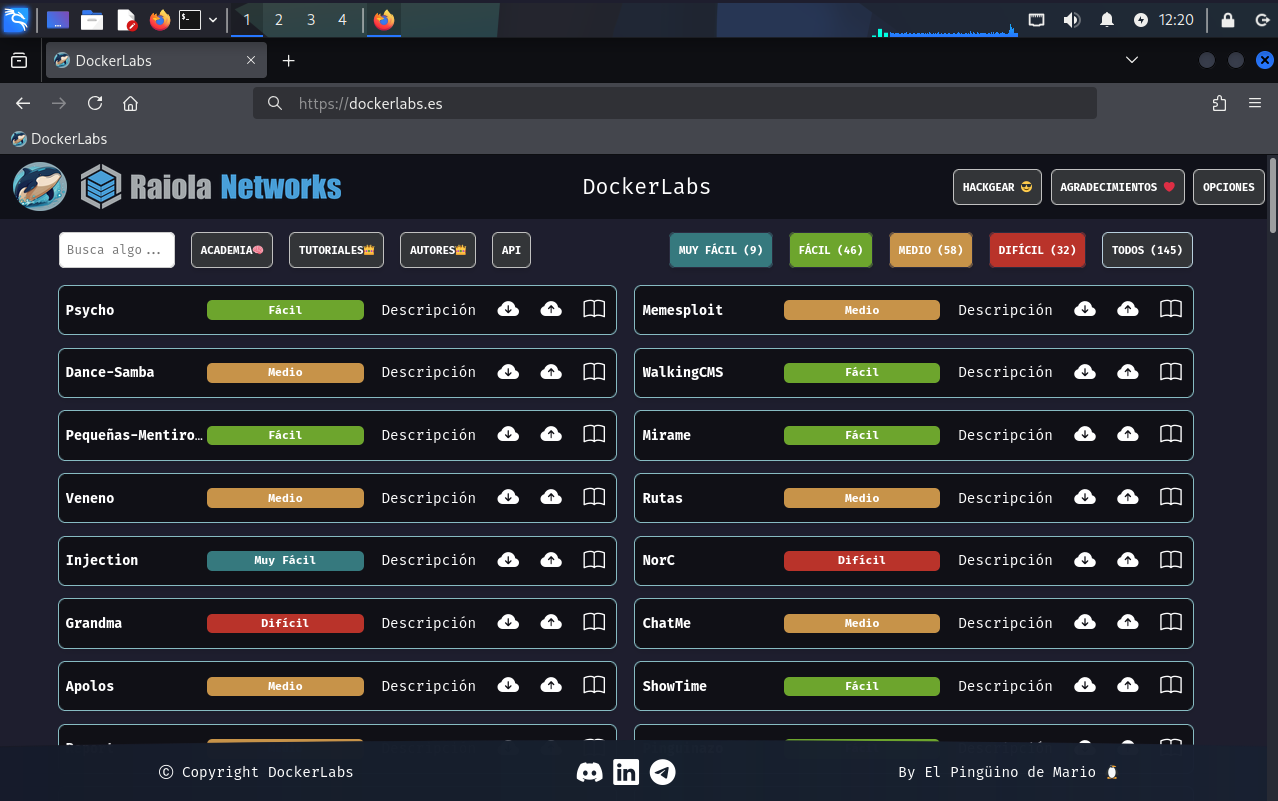 1 2 3 4 12:20
DockerLabs
https://dockerlabs.es
DockerLabs
Raiola Networks DockerLabs HACKGEAR 😎 AGRADECIMIENTOS ❤️ OPCIONES
Busca algo... ACADEMIA🧠 TUTORIALES👑 AUTORES👑 API MUY FÁCIL (9) FÁCIL (46) MEDIO (58) DIFÍCIL (32) TODOS (145)
Psycho Fácil Descripción Memesploit Medio Descripción
Dance-Samba Medio Descripción WalkingCMS Fácil Descripción
Pequeñas-Mentiro… Fácil Descripción Mirame Fácil Descripción
Veneno Medio Descripción Rutas Medio Descripción
Injection Muy Fácil Descripción NorC Difícil Descripción
Grandma Difícil Descripción ChatMe Medio Descripción
Apolos Medio Descripción ShowTime Fácil Descripción
© Copyright DockerLabs By El Pingüino de Mario 🐧